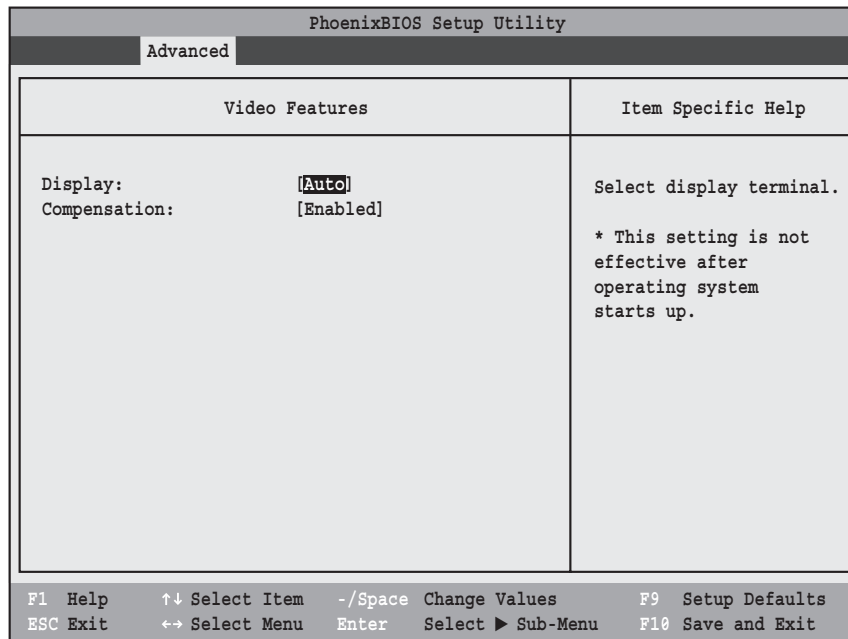 PhoenixBIOS Setup Utility
Advanced
Video Features
Item Specific Help
Display: [Auto]
Compensation: [Enabled]
Select display terminal.
* This setting is not
effective after
operating system
starts up.
F1 Help ↑↓ Select Item -/Space Change Values F9 Setup Defaults
ESC Exit ←→ Select Menu Enter Select ▶ Sub-Menu F10 Save and Exit